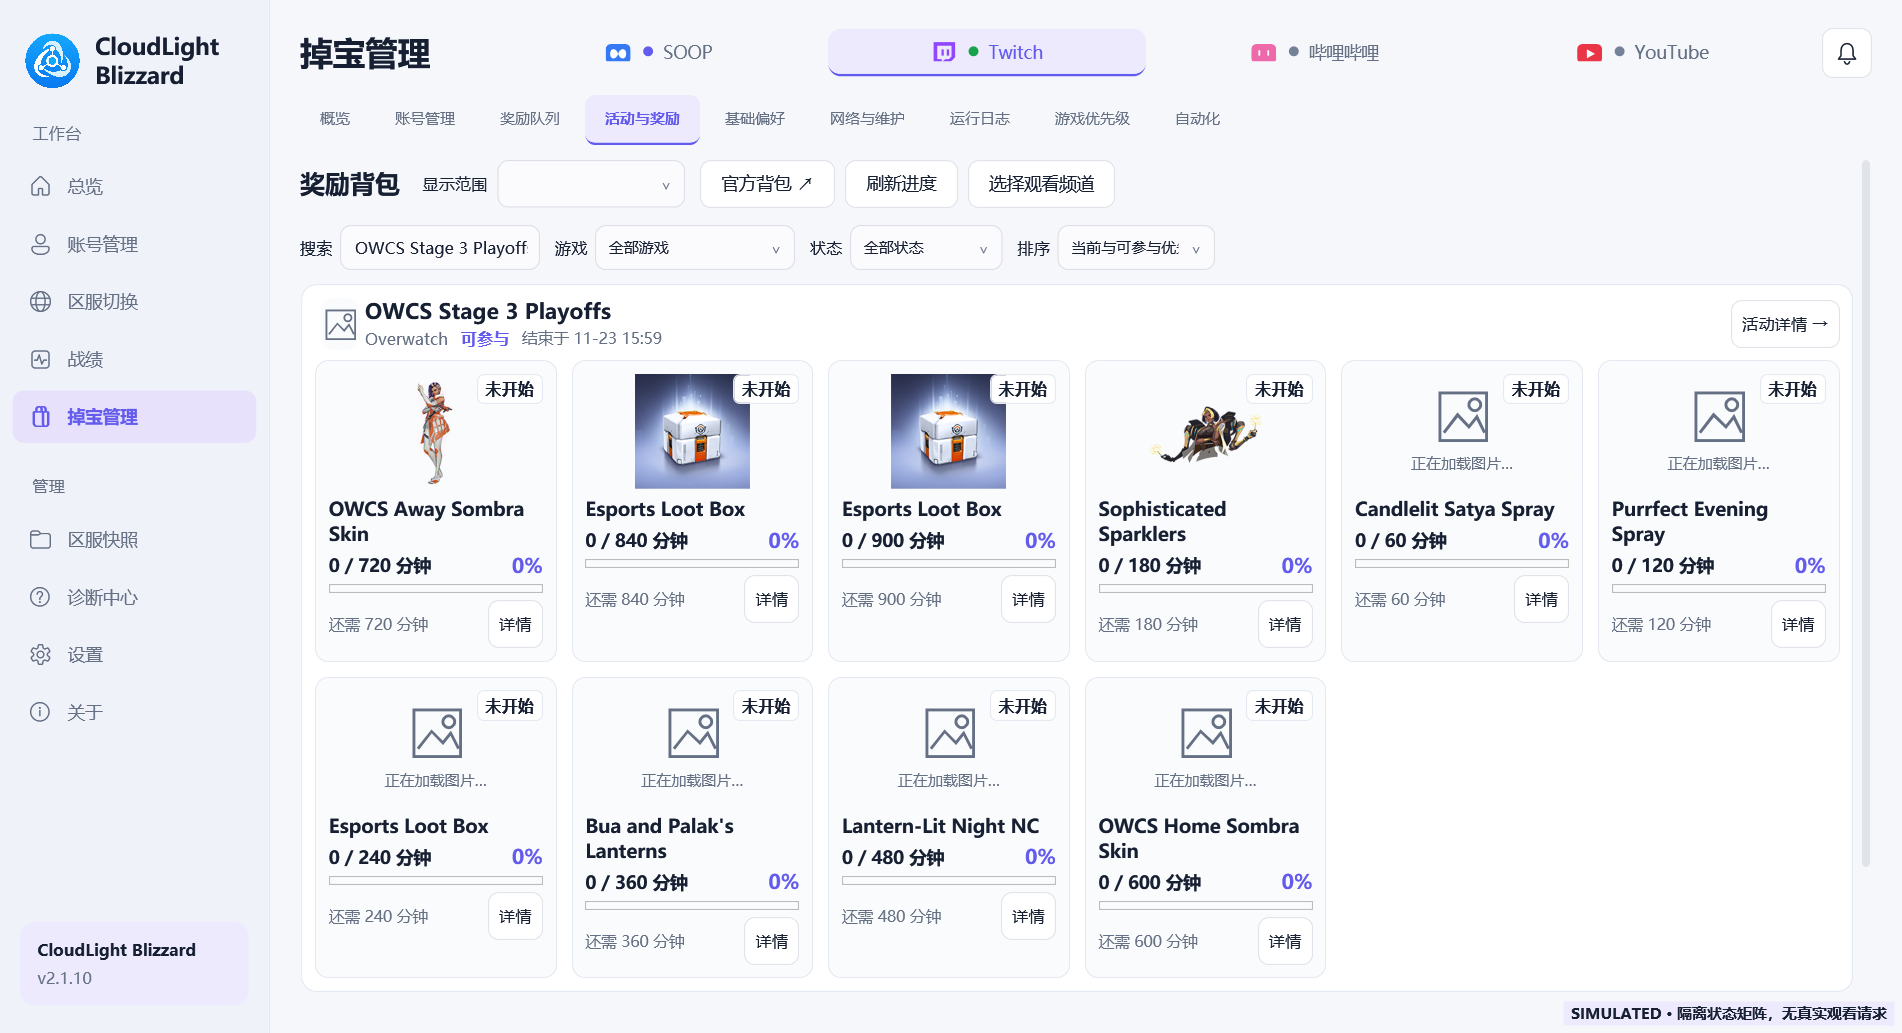 CloudLight
Blizzard
工作台
总览
账号管理
区服切换
战绩
掉宝管理
管理
区服快照
诊断中心
设置
关于
CloudLight Blizzard
v2.1.10
掉宝管理
SOOP
Twitch
哔哩哔哩
YouTube
概览
账号管理
奖励队列
活动与奖励
基础偏好
网络与维护
运行日志
游戏优先级
自动化
奖励背包
显示范围
官方背包 ↗
刷新进度
选择观看频道
搜索
OWCS Stage 3 Playoff
游戏
全部游戏
状态
全部状态
排序
当前与可参与优
OWCS Stage 3 Playoffs
Overwatch 可参与 结束于 11-23 15:59
活动详情 →
未开始
OWCS Away Sombra
Skin
0 / 720 分钟 0%
还需 720 分钟
详情
未开始
Esports Loot Box
0 / 840 分钟 0%
还需 840 分钟
详情
未开始
Esports Loot Box
0 / 900 分钟 0%
还需 900 分钟
详情
未开始
Sophisticated
Sparklers
0 / 180 分钟 0%
还需 180 分钟
详情
未开始
正在加载图片...
Candlelit Satya Spray
0 / 60 分钟 0%
还需 60 分钟
详情
未开始
正在加载图片...
Purrfect Evening
Spray
0 / 120 分钟 0%
还需 120 分钟
详情
未开始
正在加载图片...
Esports Loot Box
0 / 240 分钟 0%
还需 240 分钟
详情
未开始
正在加载图片...
Bua and Palak's
Lanterns
0 / 360 分钟 0%
还需 360 分钟
详情
未开始
正在加载图片...
Lantern-Lit Night NC
0 / 480 分钟 0%
还需 480 分钟
详情
未开始
正在加载图片...
OWCS Home Sombra
Skin
0 / 600 分钟 0%
还需 600 分钟
详情
SIMULATED • 隔离状态矩阵，无真实观看请求